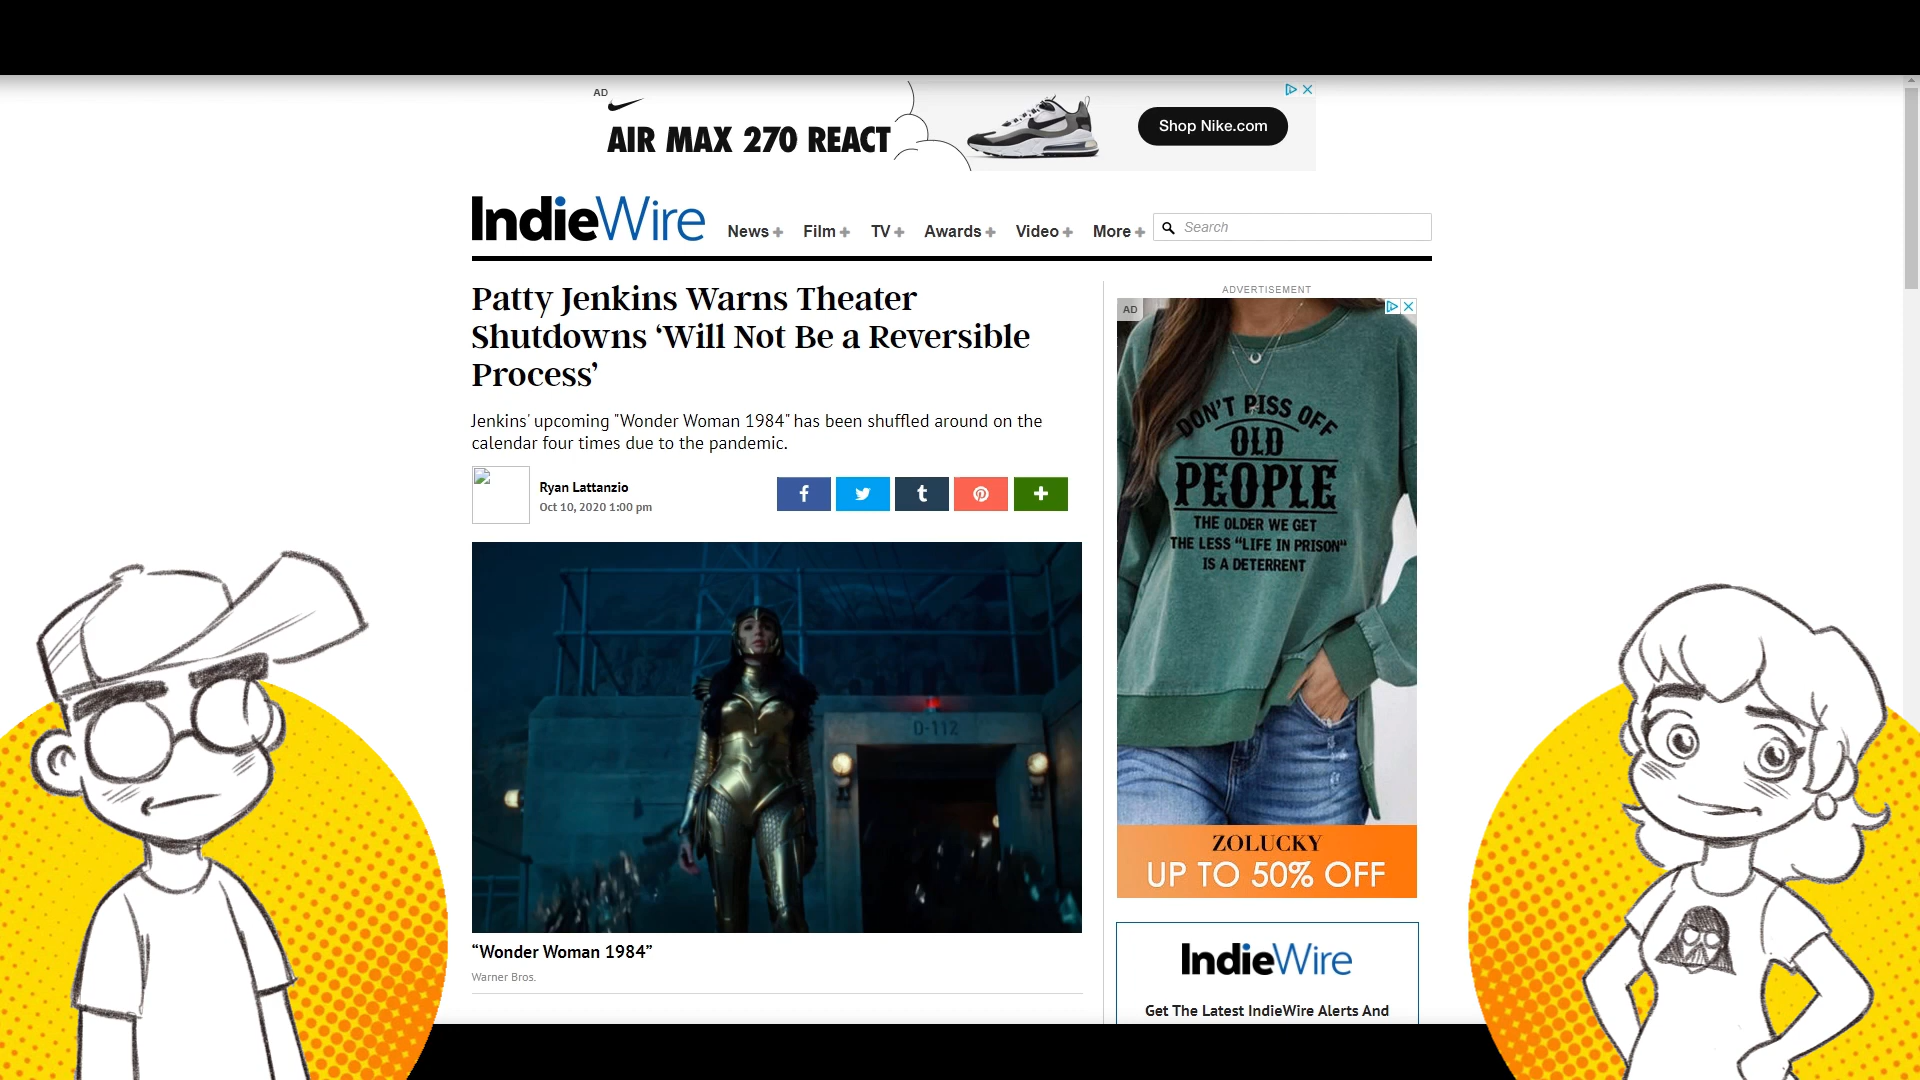 AD
AIR MAX 270 REACT
Shop Nike.com
IndieWire
News + Film + TV + Awards + Video + More +
Search
Patty Jenkins Warns Theater
Shutdowns ‘Will Not Be a Reversible
Process’
Jenkins' upcoming "Wonder Woman 1984" has been shuffled around on the
calendar four times due to the pandemic.
Ryan Lattanzio
Oct 10, 2020 1:00 pm
D-112
“Wonder Woman 1984”
Warner Bros.
ADVERTISEMENT
AD
DON'T PISS OFF
OLD
PEOPLE
THE OLDER WE GET
THE LESS "LIFE IN PRISON"
IS A DETERRENT
ZOLUCKY
UP TO 50% OFF
IndieWire
Get The Latest IndieWire Alerts And